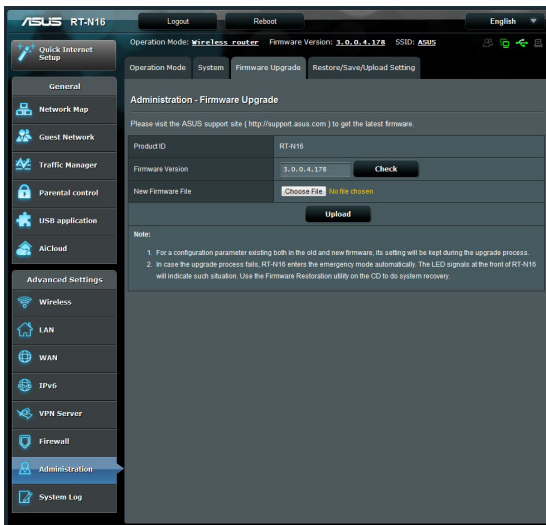 ASUS RT-N16 Logout Reboot English
Operation Mode: Wireless router Firmware Version: 3.0.0.4.178 SSID: ASUS
Quick Internet Setup
Operation Mode System Firmware Upgrade Restore/Save/Upload Setting
General
Network Map
Guest Network
Traffic Manager
Parental control
USB application
AiCloud
Advanced Settings
Wireless
LAN
WAN
IPv6
VPN Server
Firewall
Administration
System Log
Administration - Firmware Upgrade
Please visit the ASUS support site ( http://support.asus.com ) to get the latest firmware.
Product ID RT-N16
Firmware Version 3.0.0.4.178 Check
New Firmware File Choose File No file chosen
Upload
Note:
1. For a configuration parameter existing both in the old and new firmware, its setting will be kept during the upgrade process.
2. In case the upgrade process fails, RT-N16 enters the emergency mode automatically. The LED signals at the front of RT-N16
will indicate such situation. Use the Firmware Restoration utility on the CD to do system recovery.